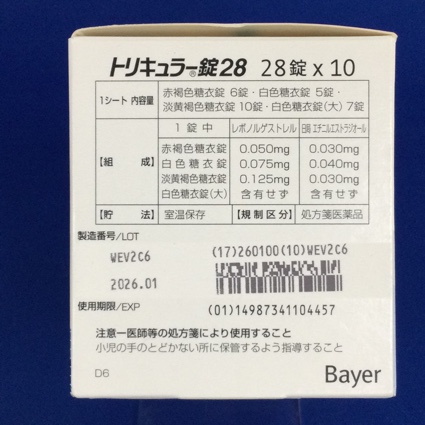 トリキュラー®錠28 28錠 x 10
1シート 内容量 赤褐色糖衣錠 6錠・白色糖衣錠 5錠・
淡黄褐色糖衣錠 10錠・白色糖衣錠(大) 7錠
【組 成】 1 錠 中 レボノルゲストレル 日局 エチニルエストラジオール
赤褐色糖衣錠 0.050mg 0.030mg
白色糖衣錠 0.075mg 0.040mg
淡黄褐色糖衣錠 0.125mg 0.030mg
白色糖衣錠(大) 含有せず 含有せず
【貯 法】 室温保存 【規制区分】 処方箋医薬品
製造番号/LOT
WEV2C6 (17)260100(10)WEV2C6
2026.01
使用期限/EXP (01)14987341104457
注意ー医師等の処方箋により使用すること
小児の手のとどかない所に保管するよう指導すること
D6 Bayer